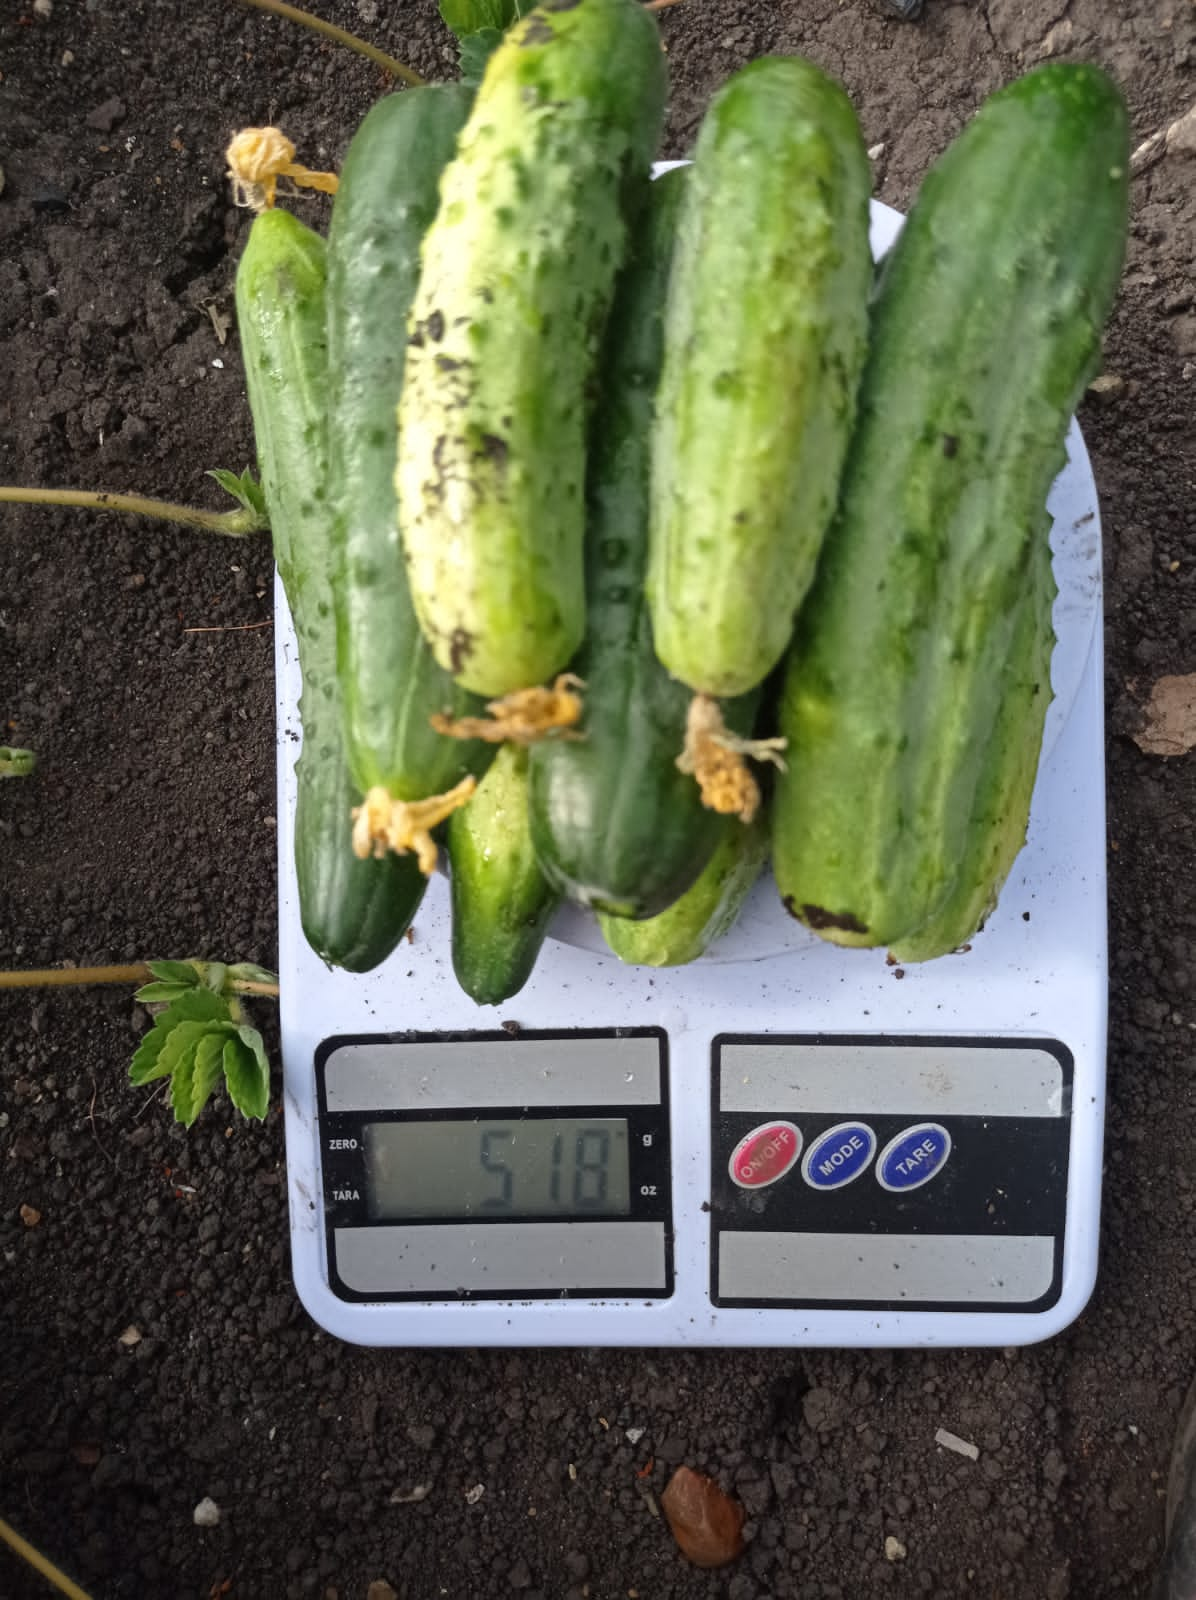 ZERO
TARA
518
g
oz
ON/OFF
MODE
TARE